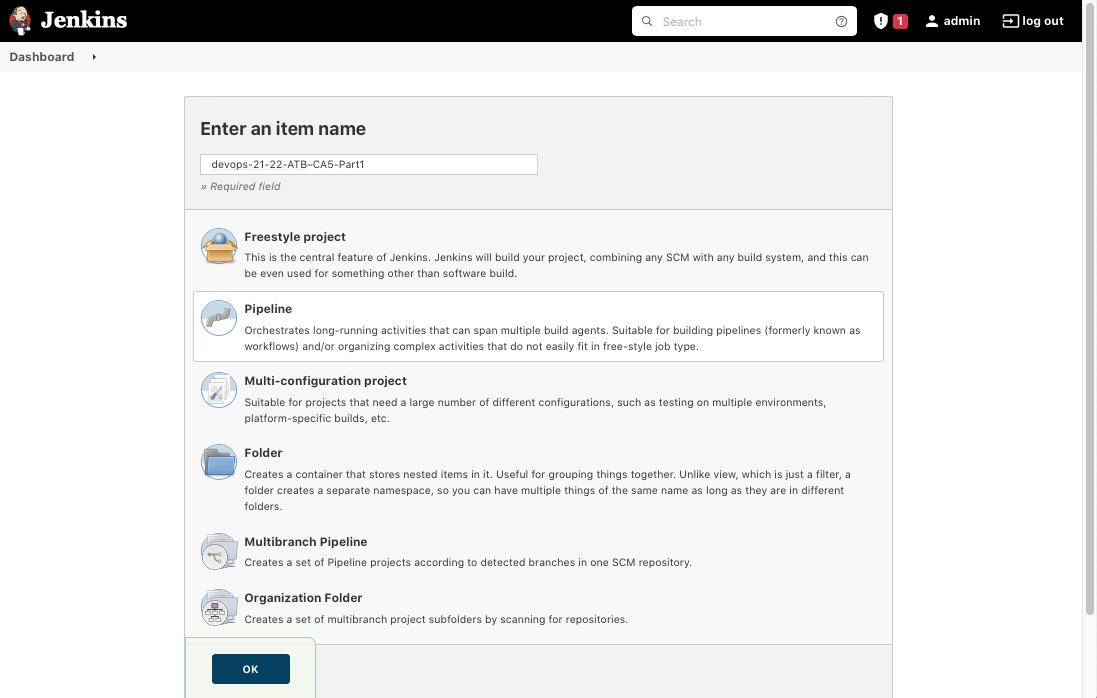 Jenkins
Search
1
admin
log out
Dashboard
Enter an item name
devops-21-22-ATB–CA5-Part1
» Required field
Freestyle project
This is the central feature of Jenkins. Jenkins will build your project, combining any SCM with any build system, and this can
be even used for something other than software build.
Pipeline
Orchestrates long-running activities that can span multiple build agents. Suitable for building pipelines (formerly known as
workflows) and/or organizing complex activities that do not easily fit in free-style job type.
Multi-configuration project
Suitable for projects that need a large number of different configurations, such as testing on multiple environments,
platform-specific builds, etc.
Folder
Creates a container that stores nested items in it. Useful for grouping things together. Unlike view, which is just a filter, a
folder creates a separate namespace, so you can have multiple things of the same name as long as they are in different
folders.
Multibranch Pipeline
Creates a set of Pipeline projects according to detected branches in one SCM repository.
Organization Folder
Creates a set of multibranch project subfolders by scanning for repositories.
OK